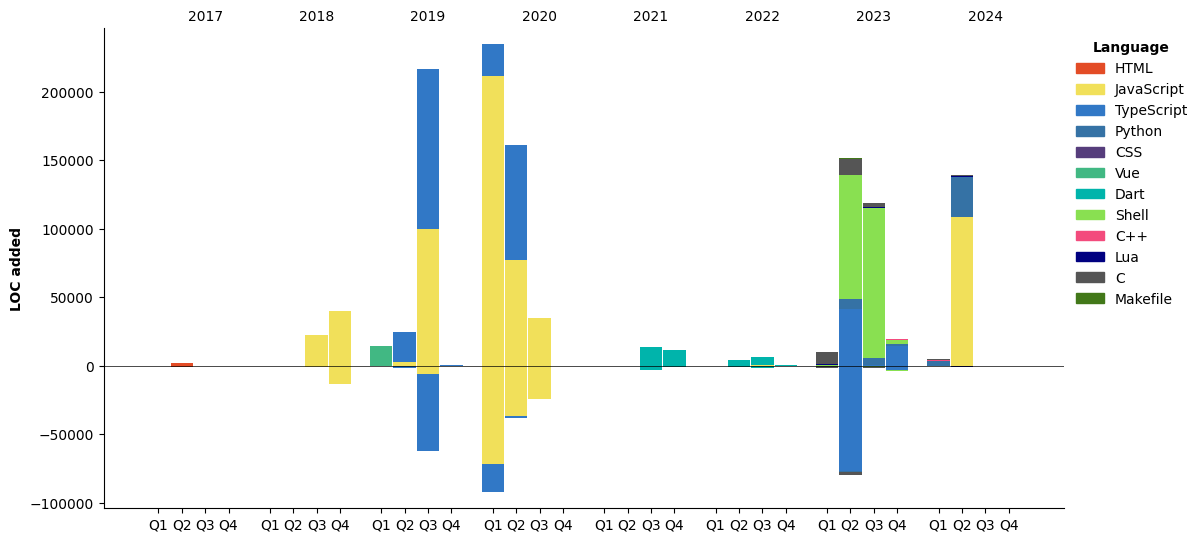 2017 2018 2019 2020 2021 2022 2023 2024
LOC added
200000
150000
100000
50000
0
−50000
−100000
Q1 Q2 Q3 Q4 Q1 Q2 Q3 Q4 Q1 Q2 Q3 Q4 Q1 Q2 Q3 Q4 Q1 Q2 Q3 Q4 Q1 Q2 Q3 Q4 Q1 Q2 Q3 Q4 Q1 Q2 Q3 Q4
Language
HTML
JavaScript
TypeScript
Python
CSS
Vue
Dart
Shell
C++
Lua
C
Makefile